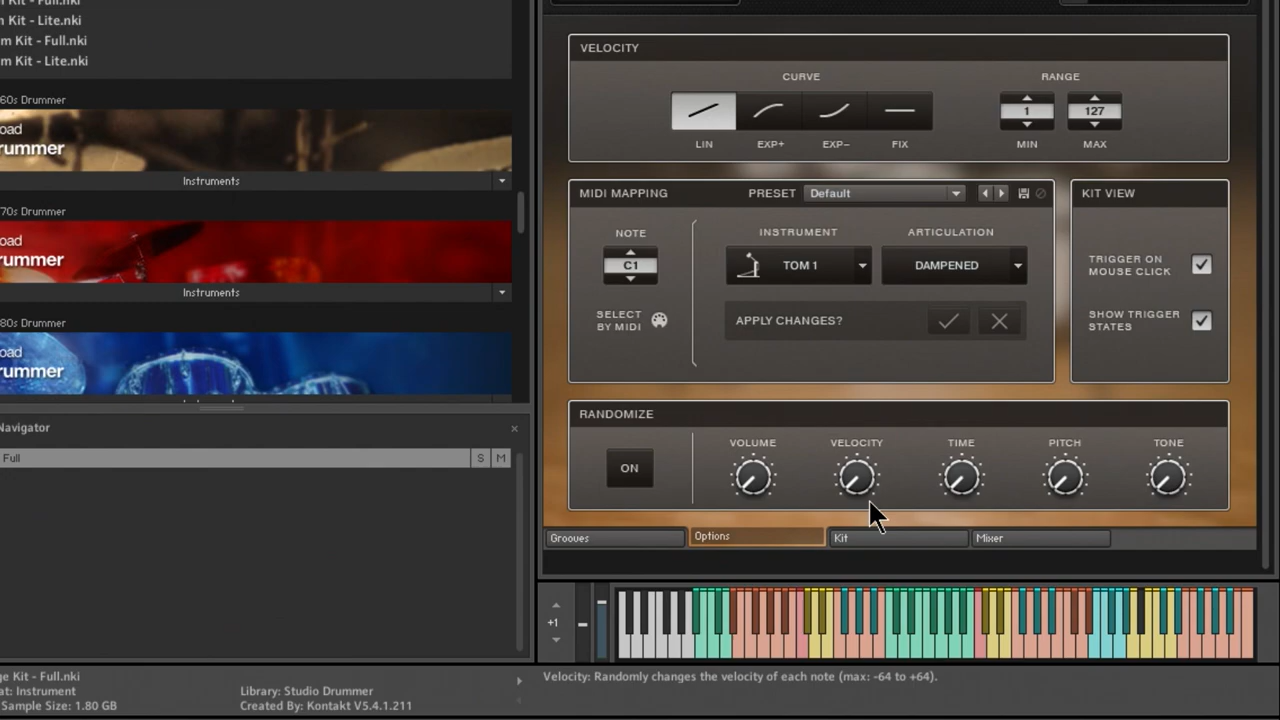 m Kit - Full.nki
m Kit - Lite.nki
m Kit - Full.nki
m Kit - Lite.nki
60s Drummer
oad
rummer
Instruments
70s Drummer
oad
rummer
Instruments
80s Drummer
oad
rummer
Navigator
Full
S M
ge Kit - Full.nki
at: Instrument
Sample Size: 1.80 GB
Library: Studio Drummer
Created By: Kontakt V5.4.1.211
VELOCITY
CURVE
RANGE
1
127
LIN
EXP+
EXP-
FIX
MIN
MAX
MIDI MAPPING
PRESET
Default
NOTE
C1
SELECT
BY MIDI
INSTRUMENT
ARTICULATION
TOM 1
DAMPENED
APPLY CHANGES?
KIT VIEW
TRIGGER ON
MOUSE CLICK
SHOW TRIGGER
STATES
RANDOMIZE
ON
VOLUME
VELOCITY
TIME
PITCH
TONE
Grooves
Options
Kit
Mixer
+1
Velocity: Randomly changes the velocity of each note (max: -64 to +64).